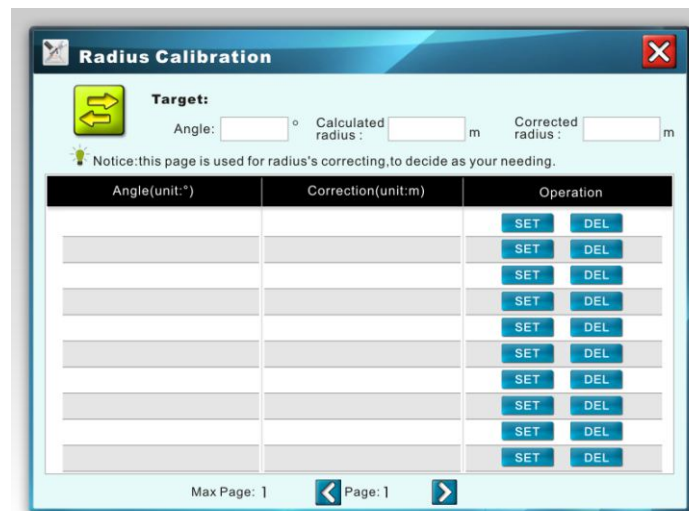 Radius Calibration
Target:
Angle: ° Calculated radius : m Corrected radius : m
Notice:this page is used for radius's correcting,to decide as your needing.
Angle(unit:°) Correction(unit:m) Operation
SET DEL
SET DEL
SET DEL
SET DEL
SET DEL
SET DEL
SET DEL
SET DEL
SET DEL
SET DEL
Max Page: 1 Page: 1